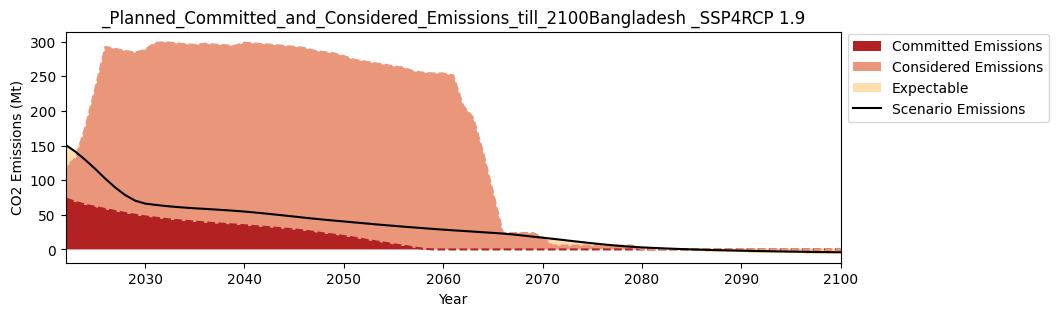 _Planned_Committed_and_Considered_Emissions_till_2100Bangladesh _SSP4RCP 1.9
Committed Emissions
Considered Emissions
Expectable
Scenario Emissions
CO2 Emissions (Mt)
300
250
200
150
100
50
0
2030 2040 2050 2060 2070 2080 2090 2100
Year